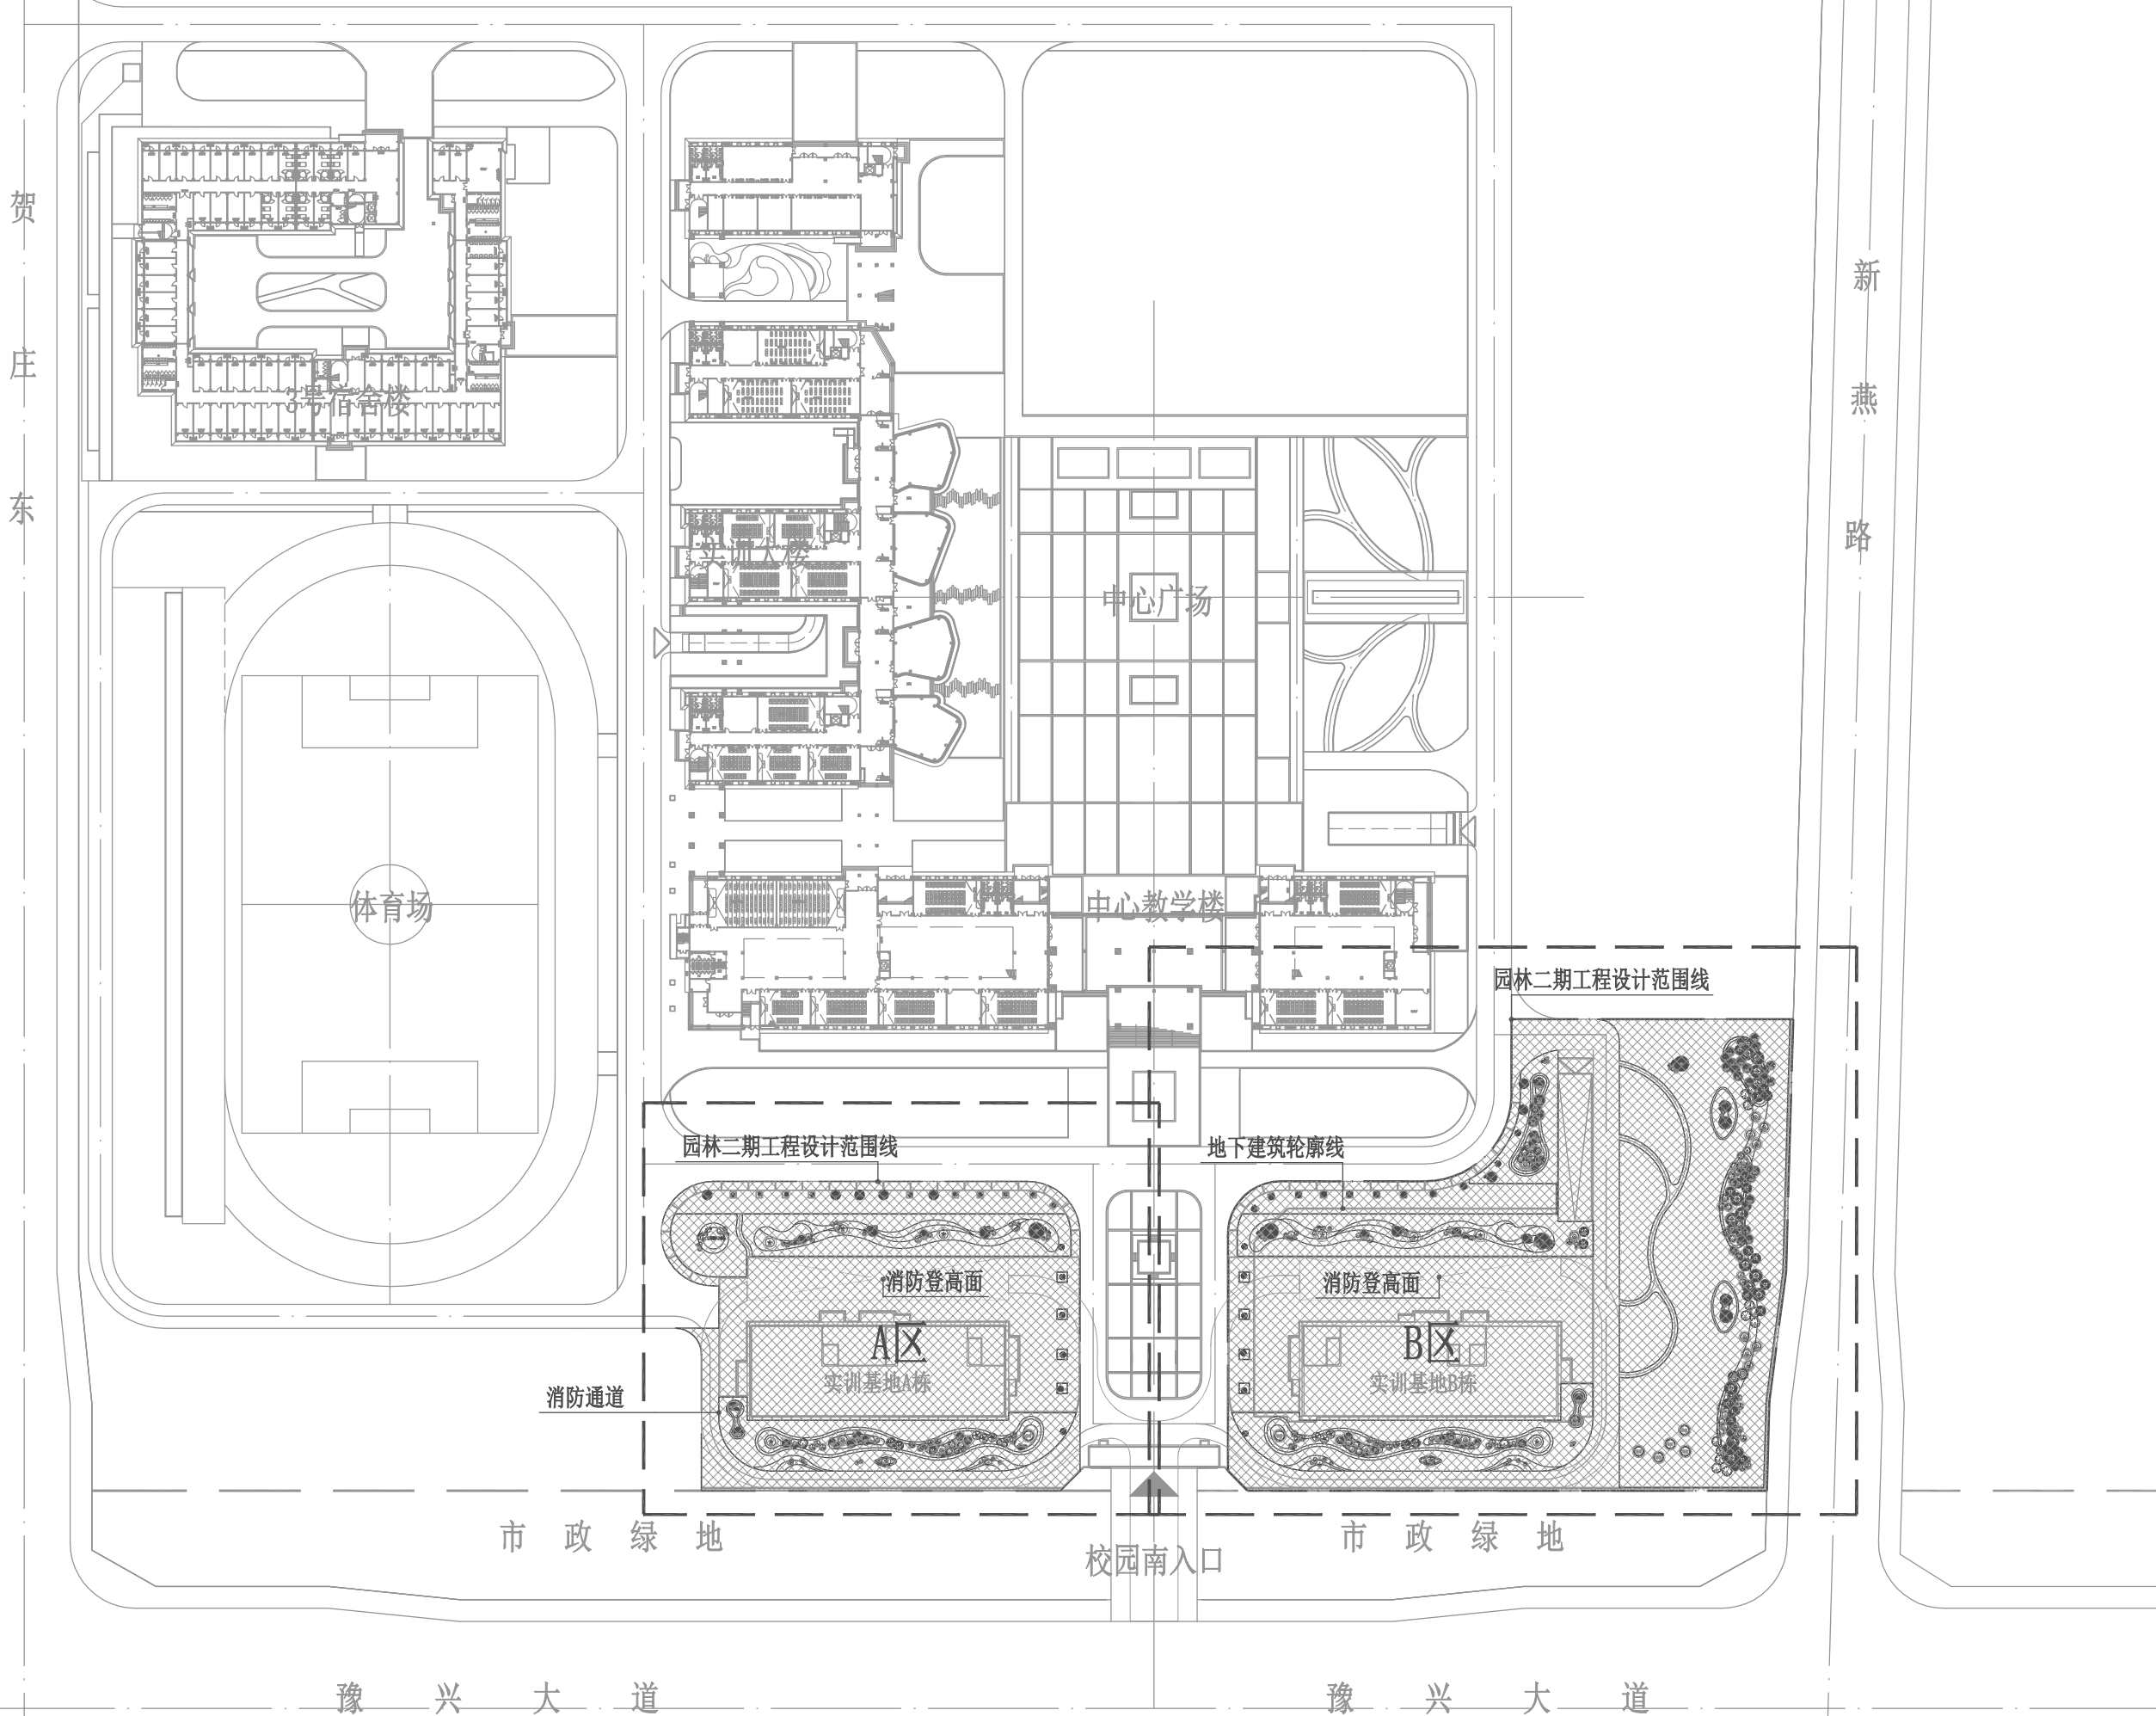 贺庄东
新燕路
3号宿舍楼
实训大楼
中心广场
体育场
中心教学楼
园林二期工程设计范围线
园林二期工程设计范围线
地下建筑轮廓线
消防登高面
消防登高面
A区
B区
实训基地A栋
实训基地B栋
消防通道
市政绿地
市政绿地
校园南入口
豫兴大道
豫兴大道